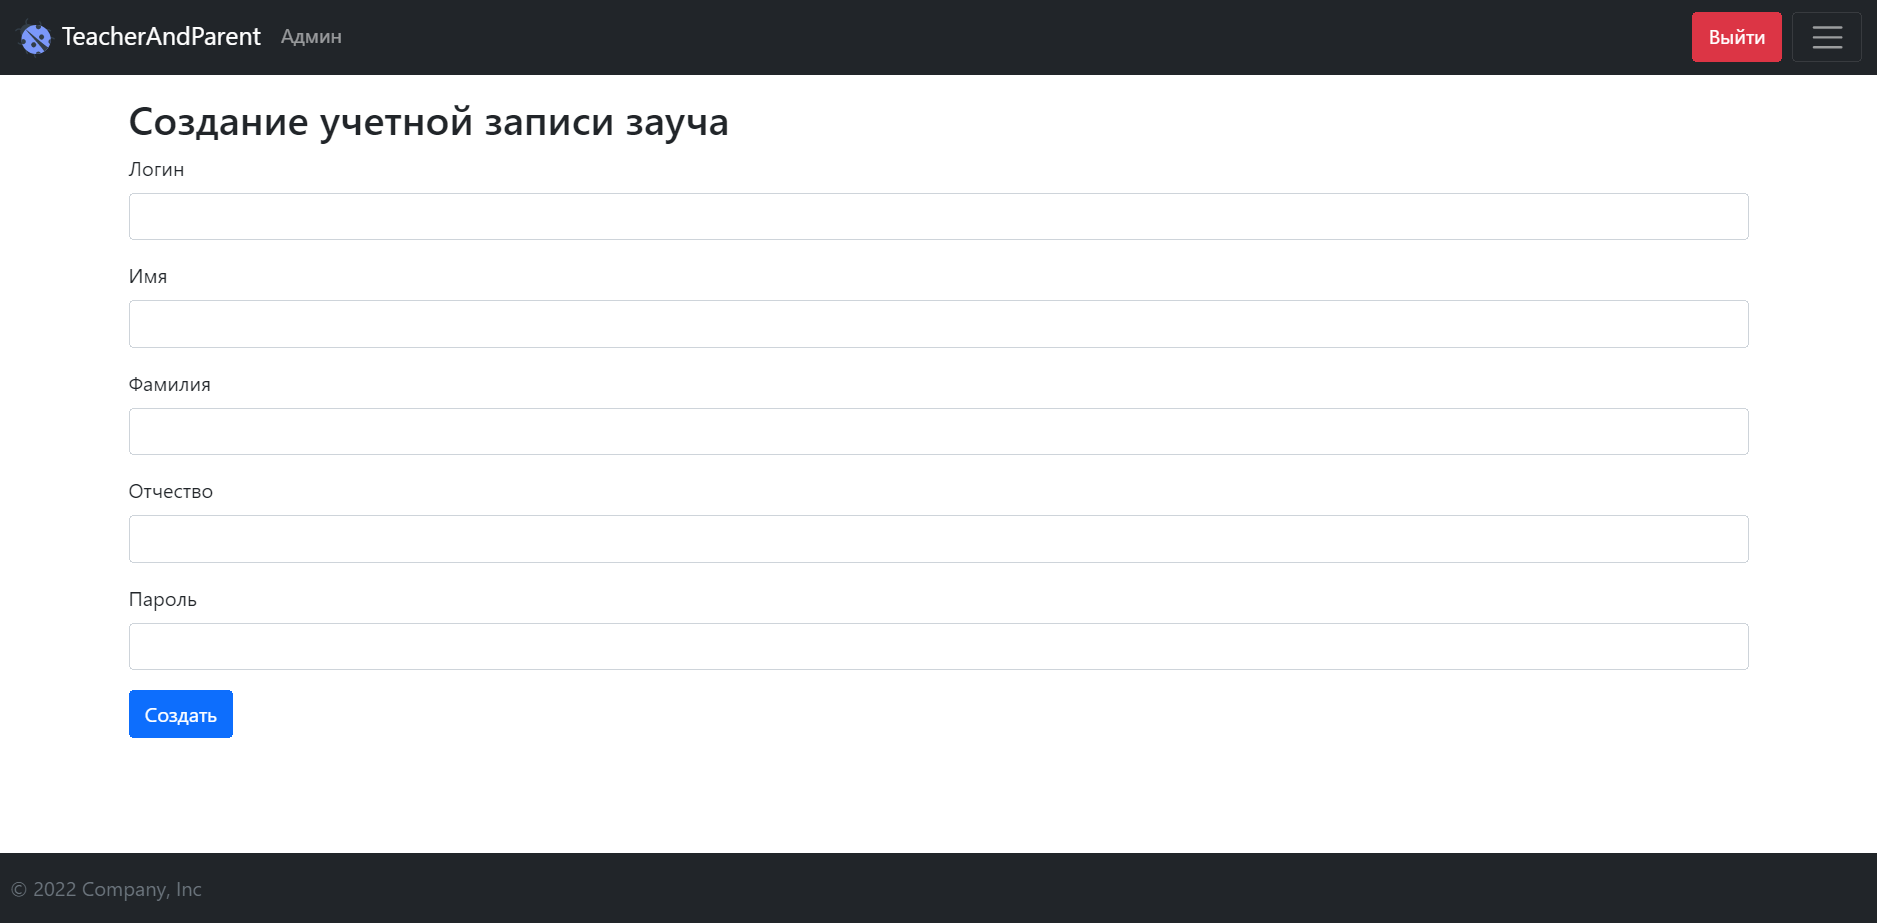 TeacherAndParent Админ Выйти
Создание учетной записи зауча
Логин
Имя
Фамилия
Отчество
Пароль
Создать
© 2022 Company, Inc